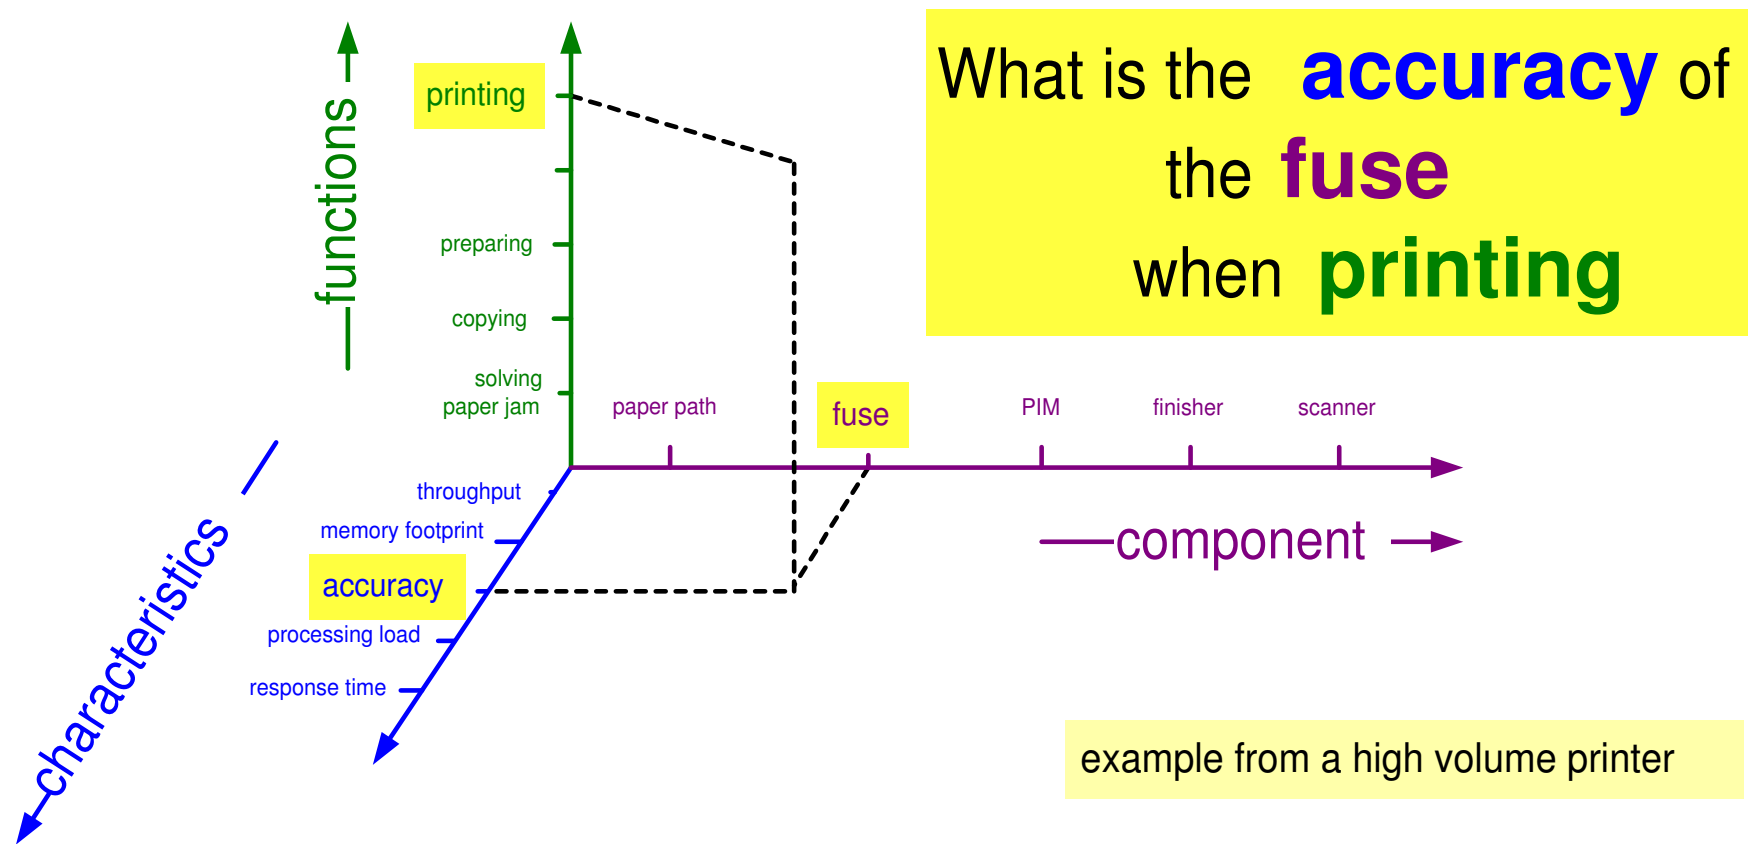 What is the accuracy of
the fuse
when printing
functions
printing
preparing
copying
solving
paper jam
paper path
fuse
PIM
finisher
scanner
component
throughput
memory footprint
accuracy
processing load
response time
characteristics
example from a high volume printer